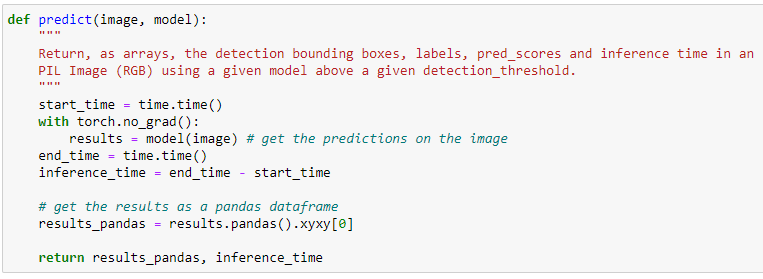 def predict(image, model):
    """
    Return, as arrays, the detection bounding boxes, labels, pred_scores and inference time in an
    PIL Image (RGB) using a given model above a given detection_threshold.
    """
    start_time = time.time()
    with torch.no_grad():
        results = model(image) # get the predictions on the image
    end_time = time.time()
    inference_time = end_time - start_time

    # get the results as a pandas dataframe
    results_pandas = results.pandas().xyxy[0]

    return results_pandas, inference_time